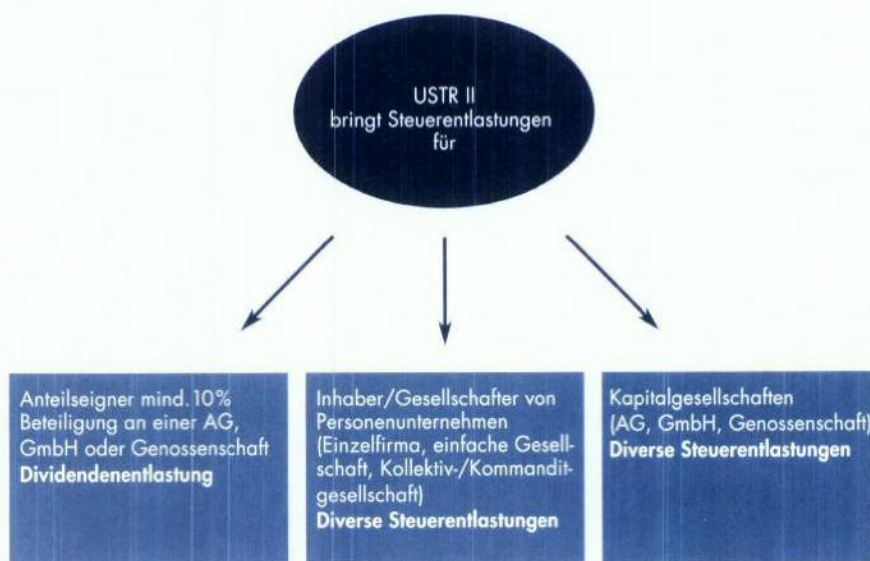 USTR II
bringt Steuerentlastungen
für
Anteilseigner mind. 10%
Beteiligung an einer AG,
GmbH oder Genossenschaft
Dividendenentlastung
Inhaber/Gesellschafter von
Personenunternehmen
(Einzelfirma, einfache Gesell-
schaft, Kollektiv-/Kommandit-
gesellschaft)
Diverse Steuerentlastungen
Kapitalgesellschaften
(AG, GmbH, Genossenschaft)
Diverse Steuerentlastungen